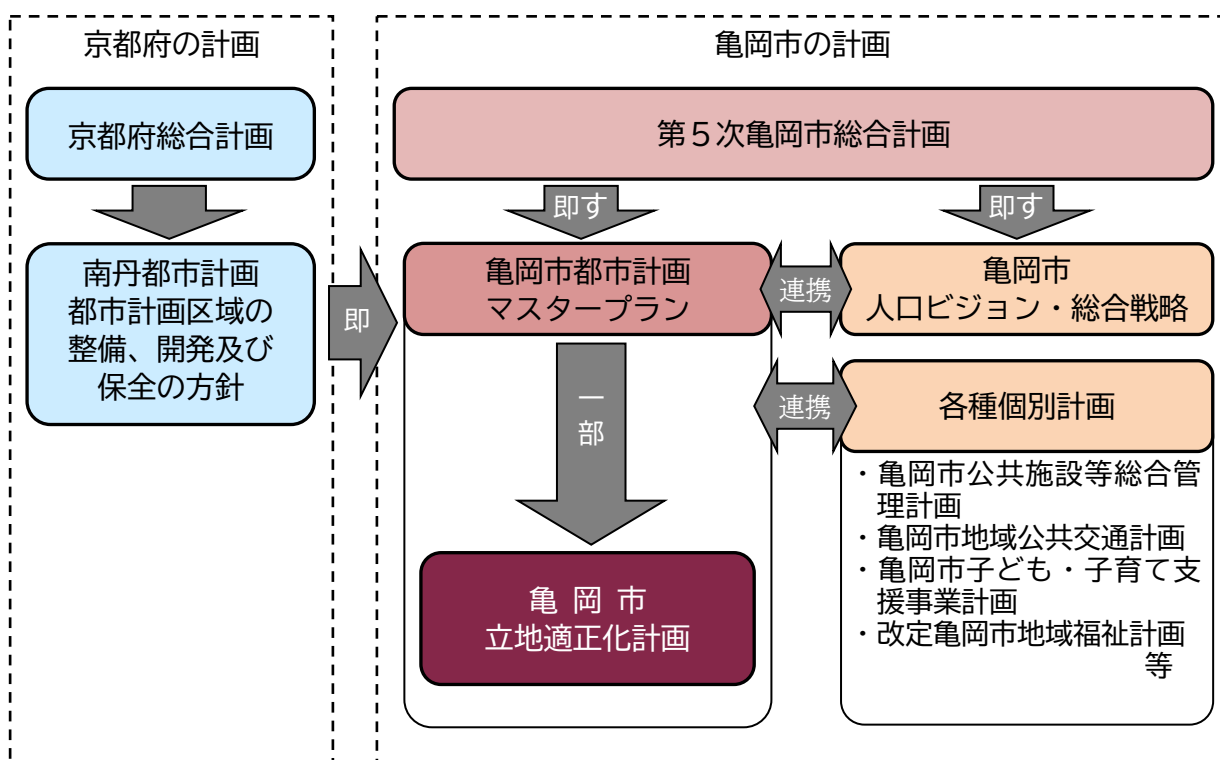 京都府の計画
京都府総合計画
南丹都市計画
都市計画区域の
整備、開発及び
保全の方針
即
亀岡市の計画
第５次亀岡市総合計画
即す
即す
亀岡市都市計画
マスタープラン
連携
亀岡市
人口ビジョン・総合戦略
一
部
連携
各種個別計画
・亀岡市公共施設等総合管
理計画
・亀岡市地域公共交通計画
・亀岡市子ども・子育て支
援事業計画
・改定亀岡市地域福祉計画
等
亀 岡 市
立地適正化計画